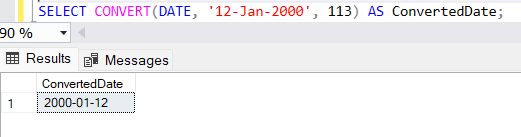 SELECT CONVERT(DATE, '12-Jan-2000', 113) AS ConvertedDate;
90 %
Results Messages
ConvertedDate
1 2000-01-12